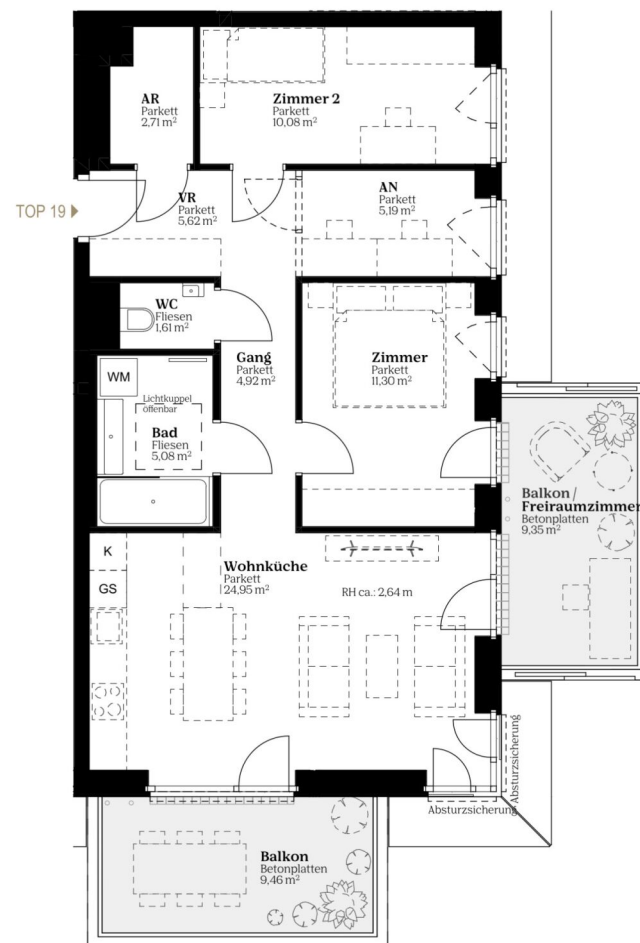 AR
Parkett
2,71 m²
Zimmer 2
Parkett
10,08 m²
TOP 19
VR
Parkett
5,62 m²
AN
Parkett
5,19 m²
WC
Fliesen
1,61 m²
Gang
Parkett
4,92 m²
Zimmer
Parkett
11,30 m²
WM
Lichtkuppel
öffenbar
Bad
Fliesen
5,08 m²
Balkon/
Freiraumzimmer
Betonplatten
9,35 m²
K
GS
Wohnküche
Parkett
24,95 m²
RH ca.: 2,64 m
Absturzsicherung
Absturzsicherung
Balkon
Betonplatten
9,46 m²